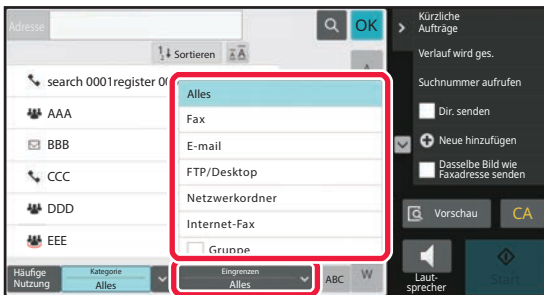 Adresse
OK
Sortieren
search 0001register 00
AAA
BBB
CCC
DDD
EEE
Alles
Fax
E-mail
FTP/Desktop
Netzwerkordner
Internet-Fax
Gruppe
Häufige
Nutzung
Kategorie
Alles
Eingrenzen
Alles
ABC
W
Kürzliche
Aufträge
Verlauf wird ges.
Suchnummer aufrufen
Dir. senden
Neue hinzufügen
Dasselbe Bild wie
Faxadresse senden
Vorschau
CA
Laut-
sprecher
Start